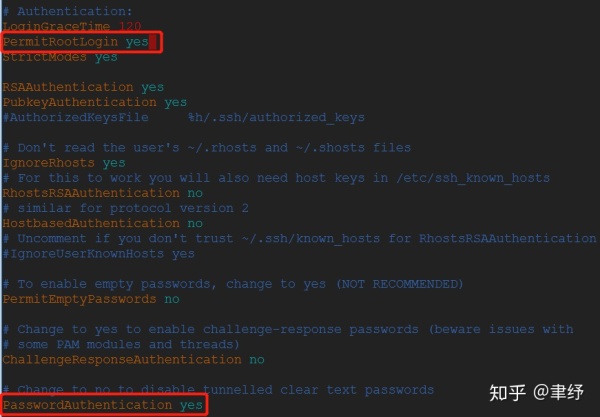 # Authentication:
LoginGraceTime 120
PermitRootLogin yes
StrictModes yes
RSAAuthentication yes
PubkeyAuthentication yes
#AuthorizedKeysFile     %h/.ssh/authorized_keys
# Don't read the user's ~/.rhosts and ~/.shosts files
IgnoreRhosts yes
# For this to work you will also need host keys in /etc/ssh_known_hosts
RhostsRSAAuthentication no
# similar for protocol version 2
HostbasedAuthentication no
# Uncomment if you don't trust ~/.ssh/known_hosts for RhostsRSAAuthentication
#IgnoreUserKnownHosts yes
# To enable empty passwords, change to yes (NOT RECOMMENDED)
PermitEmptyPasswords no
# Change to yes to enable challenge-response passwords (beware issues with
# some PAM modules and threads)
ChallengeResponseAuthentication no
# Change to no to disable tunnelled clear text passwords
PasswordAuthentication yes
知乎 @聿纾